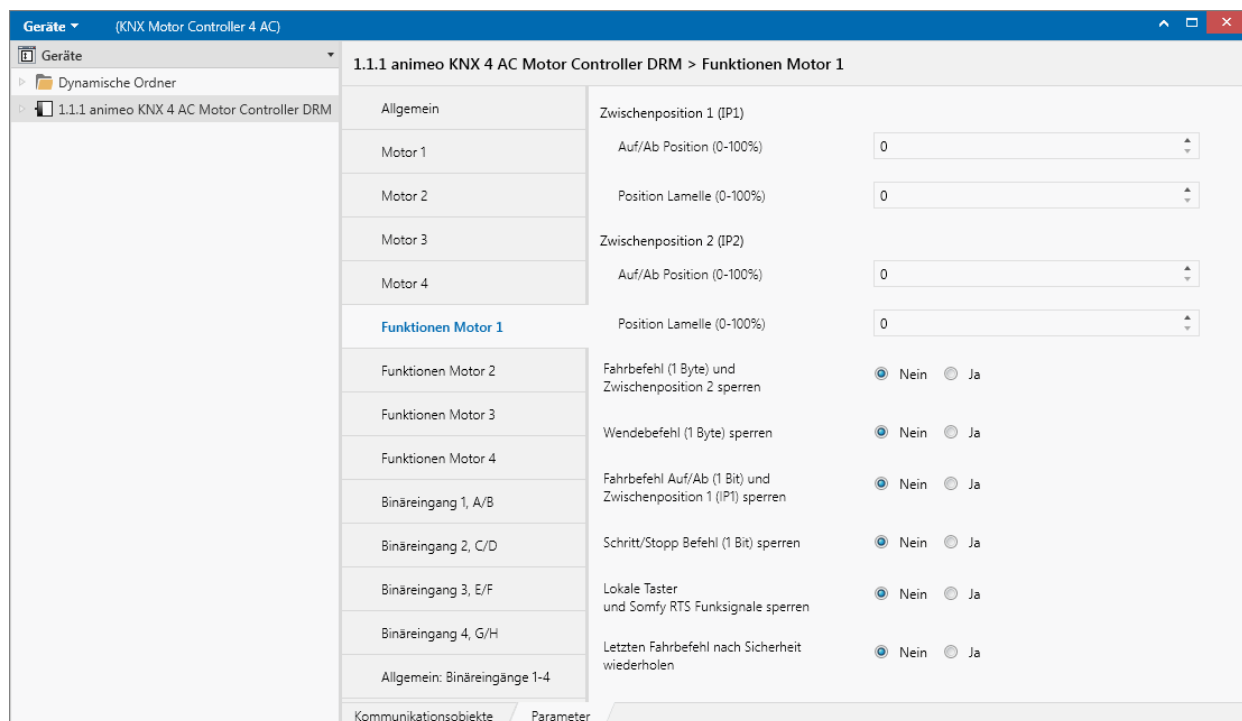 Geräte (KNX Motor Controller 4 AC)
Geräte
Dynamische Ordner
1.1.1 animeo KNX 4 AC Motor Controller DRM
1.1.1 animeo KNX 4 AC Motor Controller DRM > Funktionen Motor 1
Allgemein
Motor 1
Motor 2
Motor 3
Motor 4
Funktionen Motor 1
Funktionen Motor 2
Funktionen Motor 3
Funktionen Motor 4
Binäreingang 1, A/B
Binäreingang 2, C/D
Binäreingang 3, E/F
Binäreingang 4, G/H
Allgemein: Binäreingänge 1-4
Zwischenposition 1 (IP1)
Auf/Ab Position (0-100%) 0
Position Lamelle (0-100%) 0
Zwischenposition 2 (IP2)
Auf/Ab Position (0-100%) 0
Position Lamelle (0-100%) 0
Fahrbefehl (1 Byte) und
Zwischenposition 2 sperren
Nein Ja
Wendebefehl (1 Byte) sperren Nein Ja
Fahrbefehl Auf/Ab (1 Bit) und
Zwischenposition 1 (IP1) sperren
Nein Ja
Schritt/Stopp Befehl (1 Bit) sperren Nein Ja
Lokale Taster
und Somfy RTS Funksignale sperren
Nein Ja
Letzten Fahrbefehl nach Sicherheit
wiederholen
Nein Ja
Kommunikationsobjekte Parameter